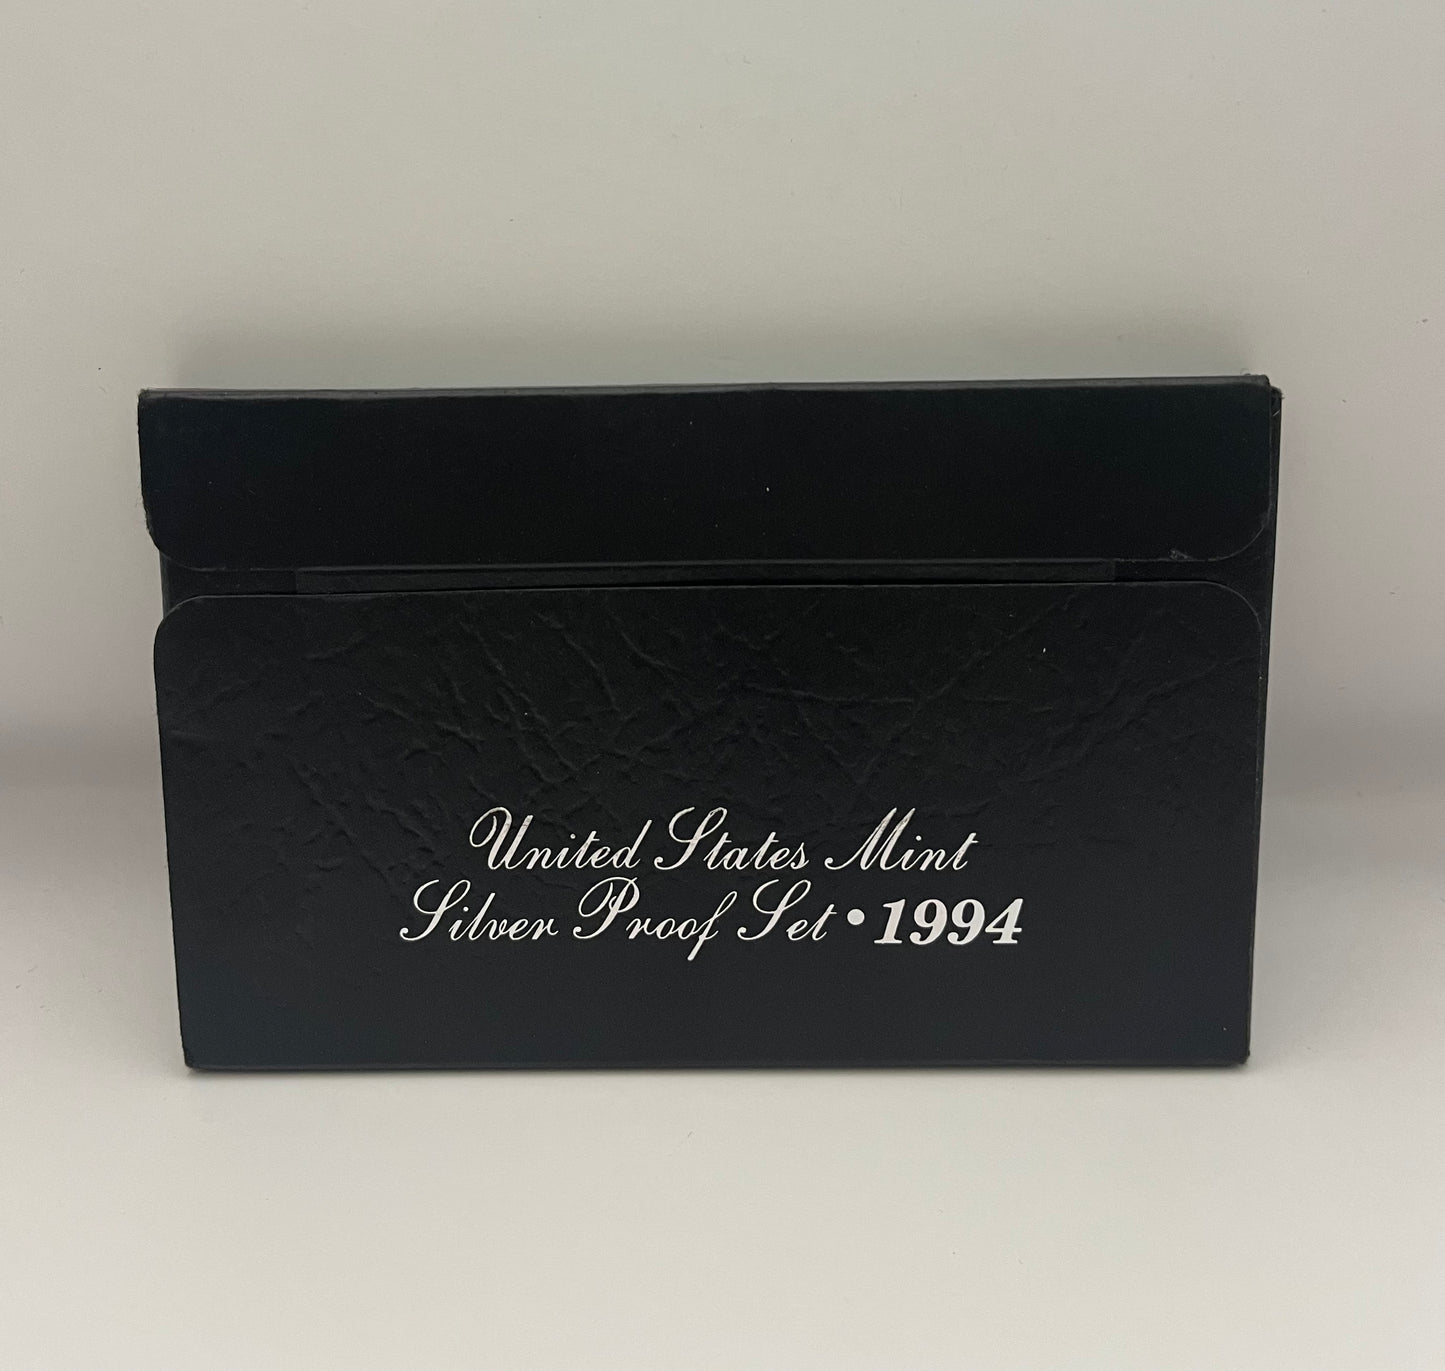 United States Mint
Silver Proof Set • 1994